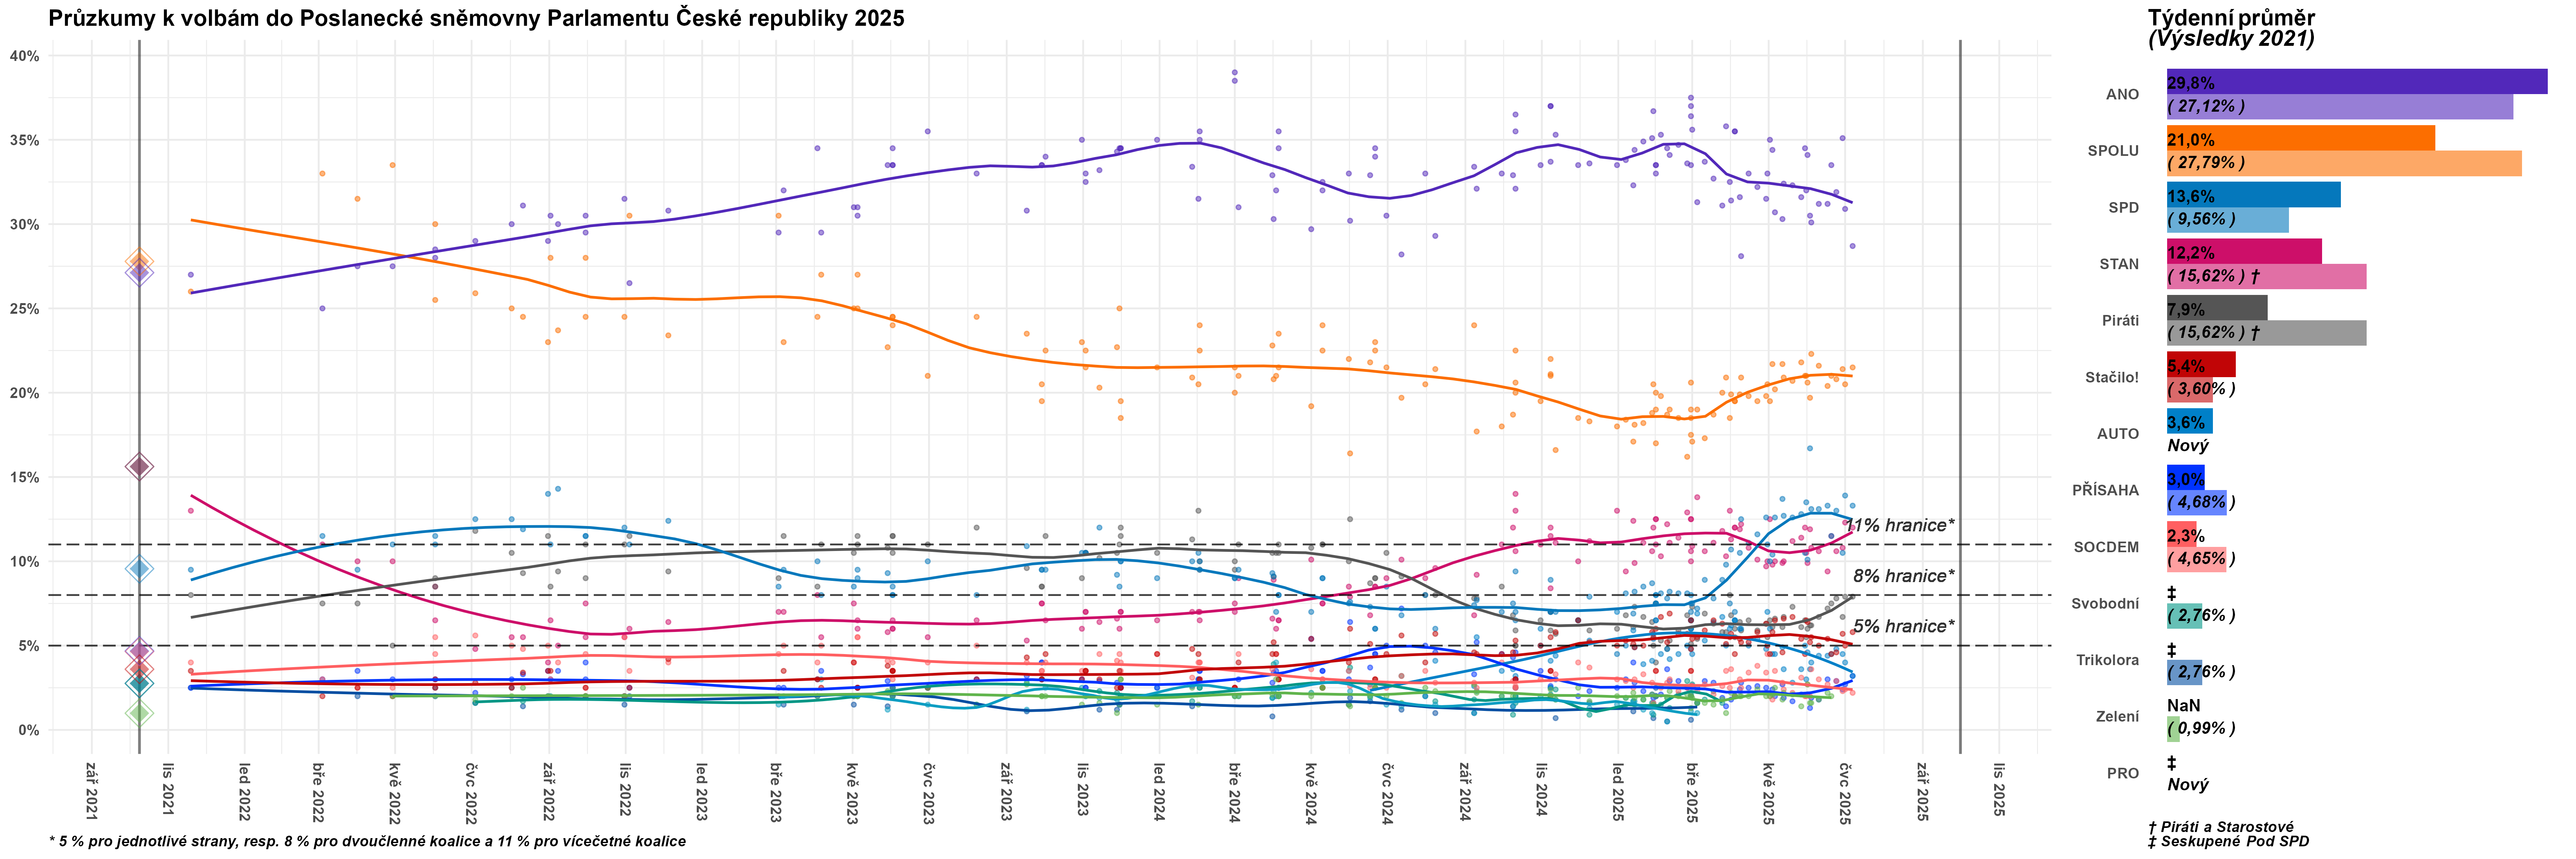 Průzkumy k volbám do Poslanecké sněmovny Parlamentu České republiky 2025
40%
35%
30%
25%
20%
15%
10%
5%
0%
11% hranice*
8% hranice*
5% hranice*
zář 2021
lis 2021
led 2022
bře 2022
kvě 2022
čvc 2022
zář 2022
lis 2022
led 2023
bře 2023
kvě 2023
čvc 2023
zář 2023
lis 2023
led 2024
bře 2024
kvě 2024
čvc 2024
zář 2024
lis 2024
led 2025
bře 2025
kvě 2025
čvc 2025
zář 2025
lis 2025
* 5 % pro jednotlivé strany, resp. 8 % pro dvoučlenné koalice a 11 % pro vícečetné koalice
Týdenní průměr
(Výsledky 2021)
ANO
29,8%
( 27,12% )
SPOLU
21,0%
( 27,79% )
SPD
13,6%
( 9,56% )
STAN
12,2%
( 15,62% ) †
Piráti
7,9%
( 15,62% ) †
Stačilo!
5,4%
( 3,60% )
AUTO
3,6%
Nový
PŘÍSAHA
3,0%
( 4,68% )
SOCDEM
2,3%
( 4,65% )
Svobodní
‡
( 2,76% )
Trikolora
‡
( 2,76% )
Zelení
NaN
( 0,99% )
PRO
‡
Nový
† Piráti a Starostové
‡ Seskupené Pod SPD